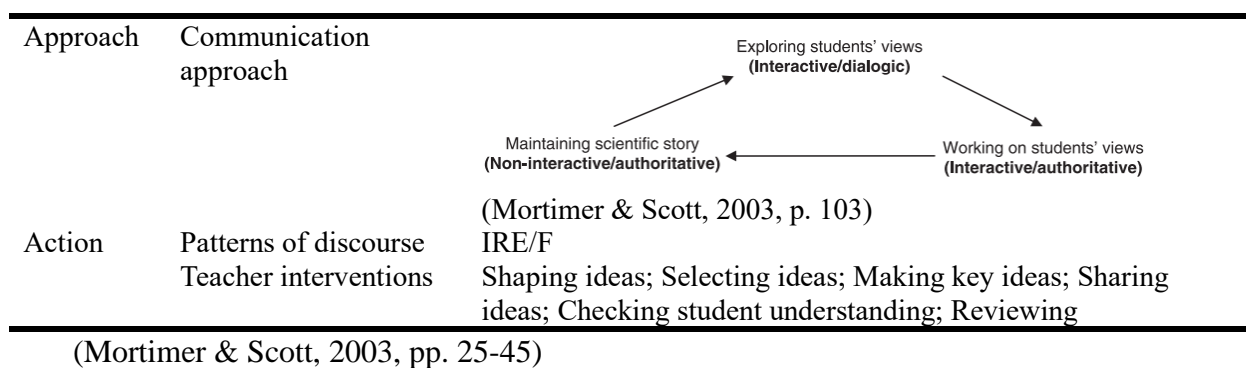 Approach Communication
approach
Exploring students’ views
(Interactive/dialogic)
Maintaining scientific story
(Non-interactive/authoritative)
Working on students’ views
(Interactive/authoritative)
(Mortimer & Scott, 2003, p. 103)
Action Patterns of discourse IRE/F
Teacher interventions Shaping ideas; Selecting ideas; Making key ideas; Sharing
ideas; Checking student understanding; Reviewing
(Mortimer & Scott, 2003, pp. 25-45)